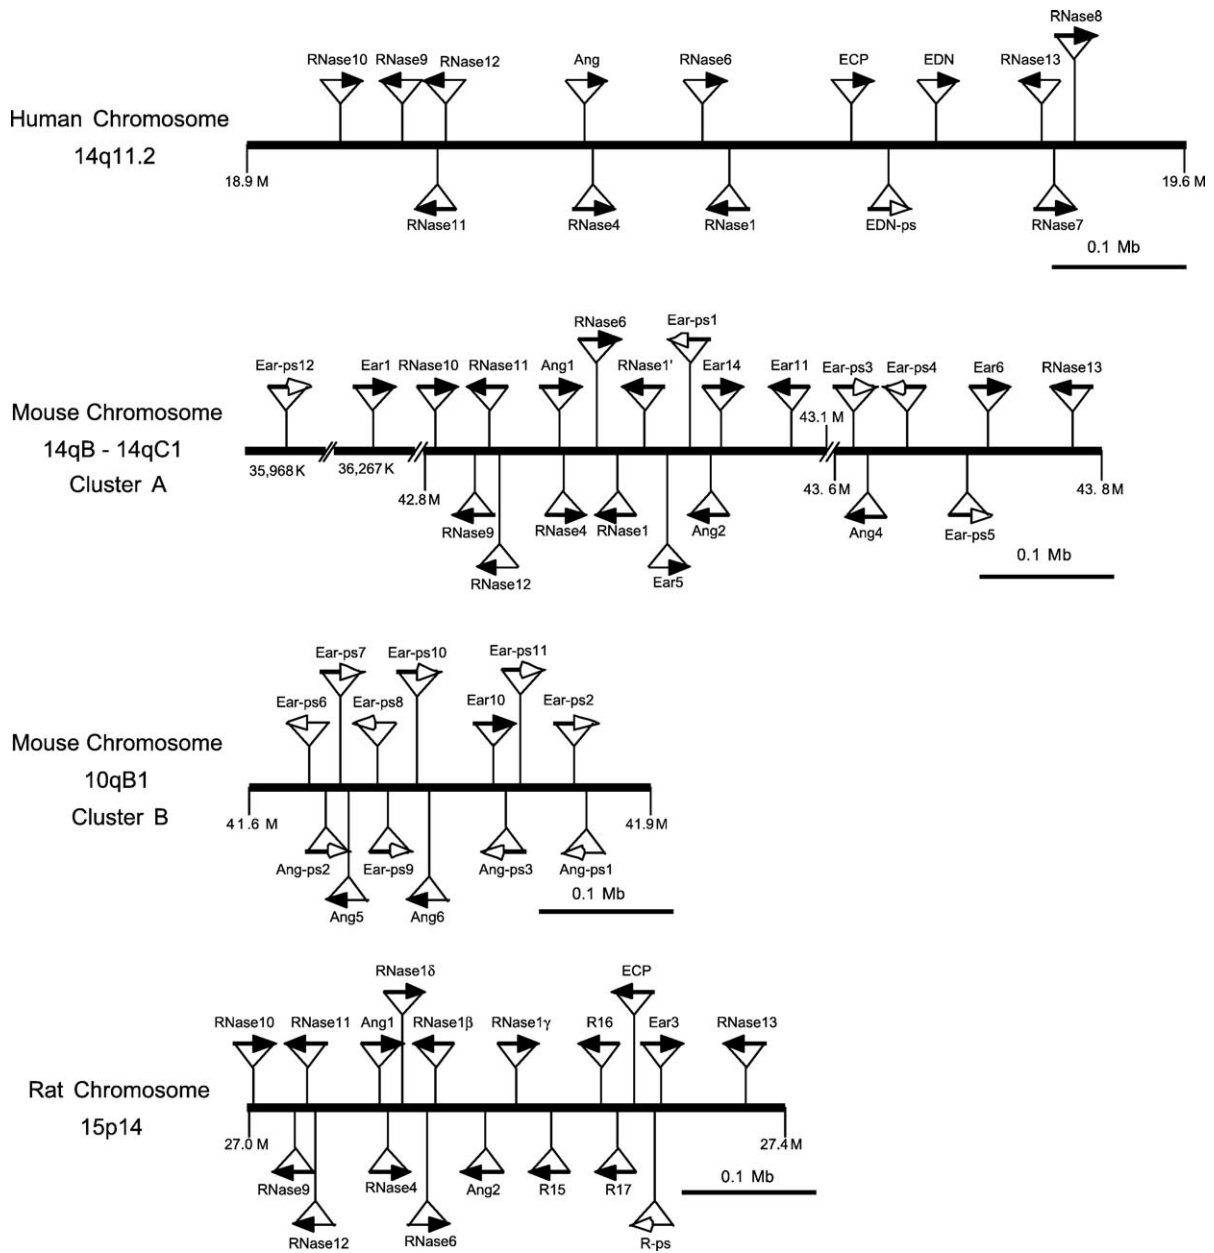 RNase8
RNase10 RNase9 RNase12 Ang RNase6 ECP EDN RNase13
Human Chromosome
14q11.2
18.9 M 19.6 M
RNase11 RNase4 RNase1 EDN-ps RNase7
0.1 Mb
RNase6 Ear-ps1
Ear-ps12 Ear1 RNase10 RNase11 Ang1 RNase1' Ear14 Ear11 Ear-ps3 Ear-ps4 Ear6 RNase13
Mouse Chromosome
14qB - 14qC1
Cluster A
43.1 M
35,968 K 36,267 K
42.8 M 43. 6 M 43. 8 M
RNase9 RNase4 RNase1 Ang2 Ang4 Ear-ps5
RNase12 Ear5
0.1 Mb
Ear-ps7 Ear-ps10 Ear-ps11
Ear-ps6 Ear-ps8 Ear10 Ear-ps2
Mouse Chromosome
10qB1
Cluster B
41.6 M 41.9 M
Ang-ps2 Ear-ps9 Ang-ps3 Ang-ps1
Ang5 Ang6
0.1 Mb
RNase1δ ECP
RNase10 RNase11 Ang1 RNase1β RNase1γ R16 Ear3 RNase13
Rat Chromosome
15p14
27.0 M 27.4 M
RNase9 RNase4 Ang2 R15 R17
0.1 Mb
RNase12 RNase6 R-ps